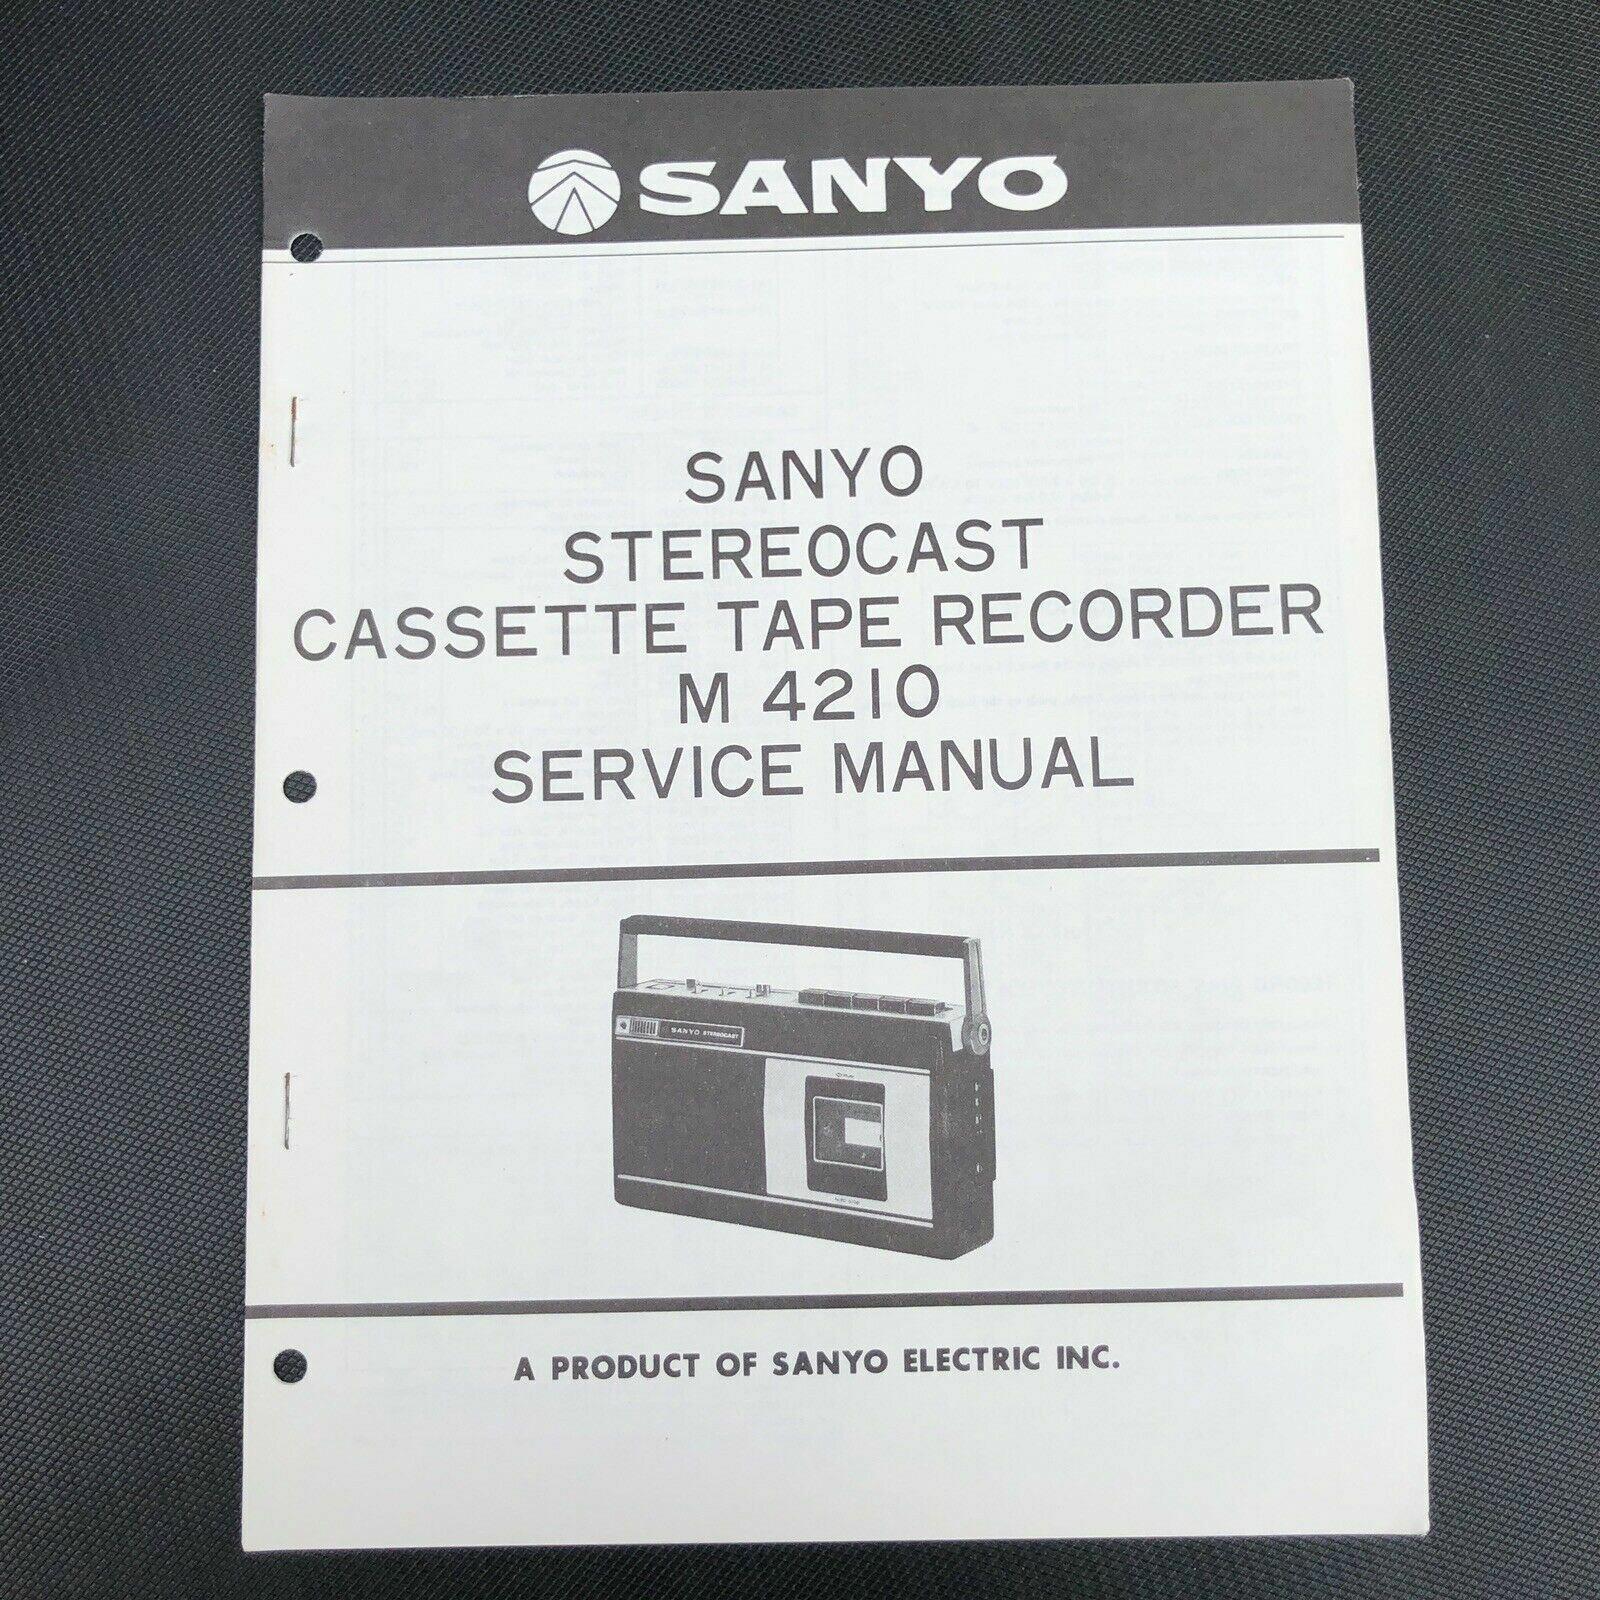 SANYO
SANYO
STEREOCAST
CASSETTE TAPE RECORDER
M 4210
SERVICE MANUAL
SANYO STEREOCAST
A PRODUCT OF SANYO ELECTRIC INC.